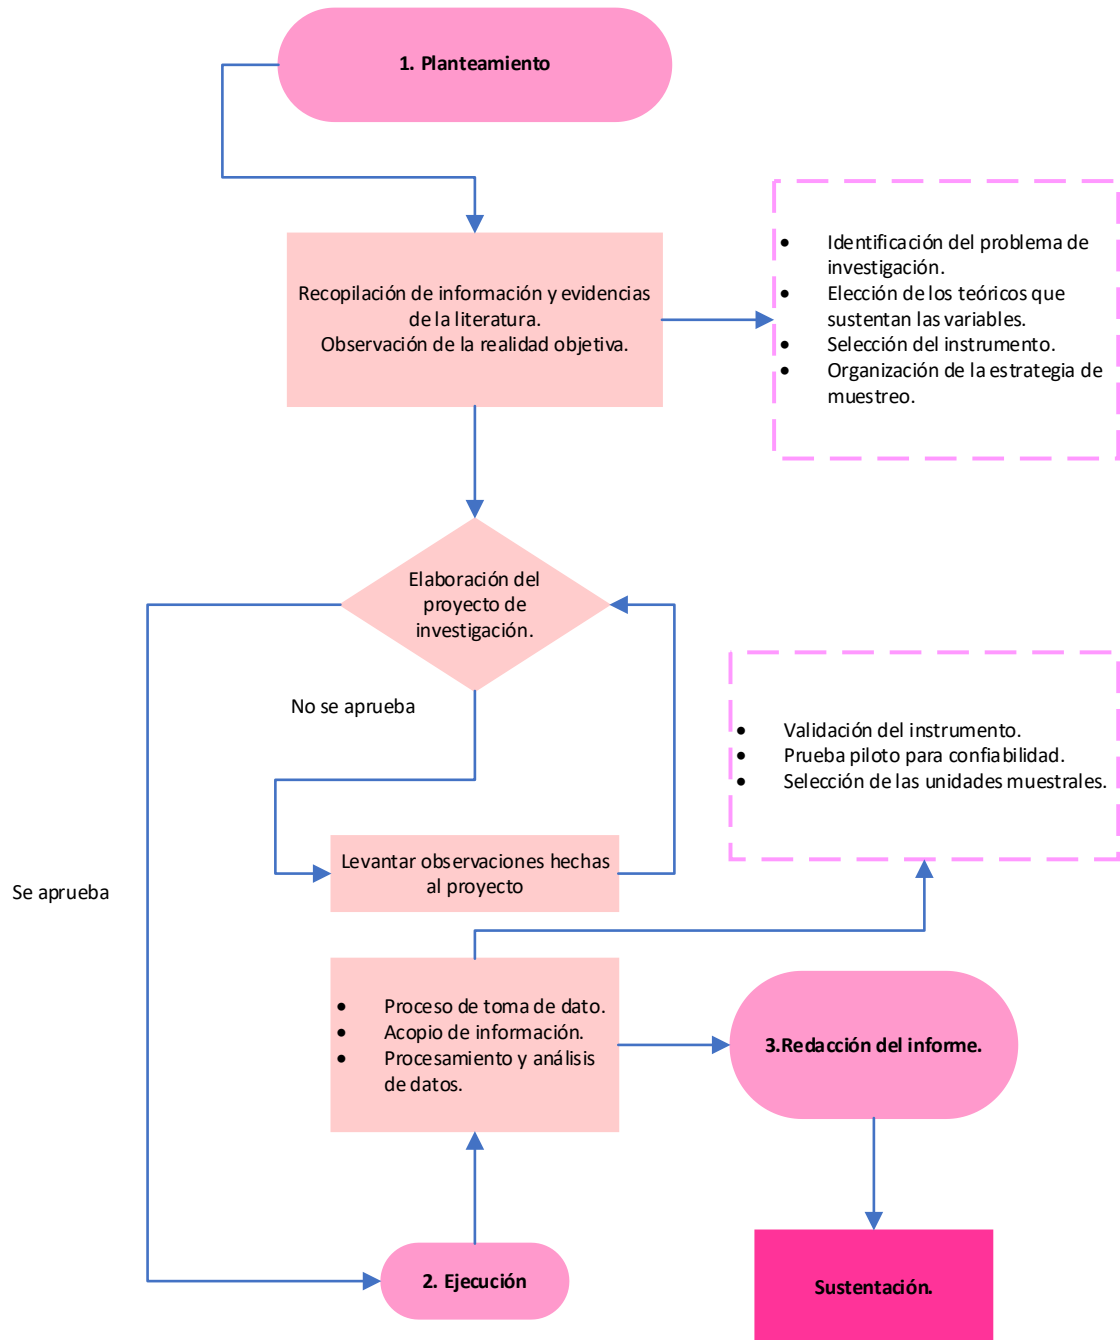 1. Planteamiento
Recopilación de información y evidencias
de la literatura.
Observación de la realidad objetiva.
• Identificación del problema de
investigación.
• Elección de los teóricos que
sustentan las variables.
• Selección del instrumento.
• Organización de la estrategia de
muestreo.
Elaboración del
proyecto de
investigación.
No se aprueba
• Validación del instrumento.
• Prueba piloto para confiabilidad.
• Selección de las unidades muestrales.
Levantar observaciones hechas
al proyecto
Se aprueba
• Proceso de toma de dato.
• Acopio de información.
• Procesamiento y análisis
de datos.
3.Redacción del informe.
2. Ejecución
Sustentación.